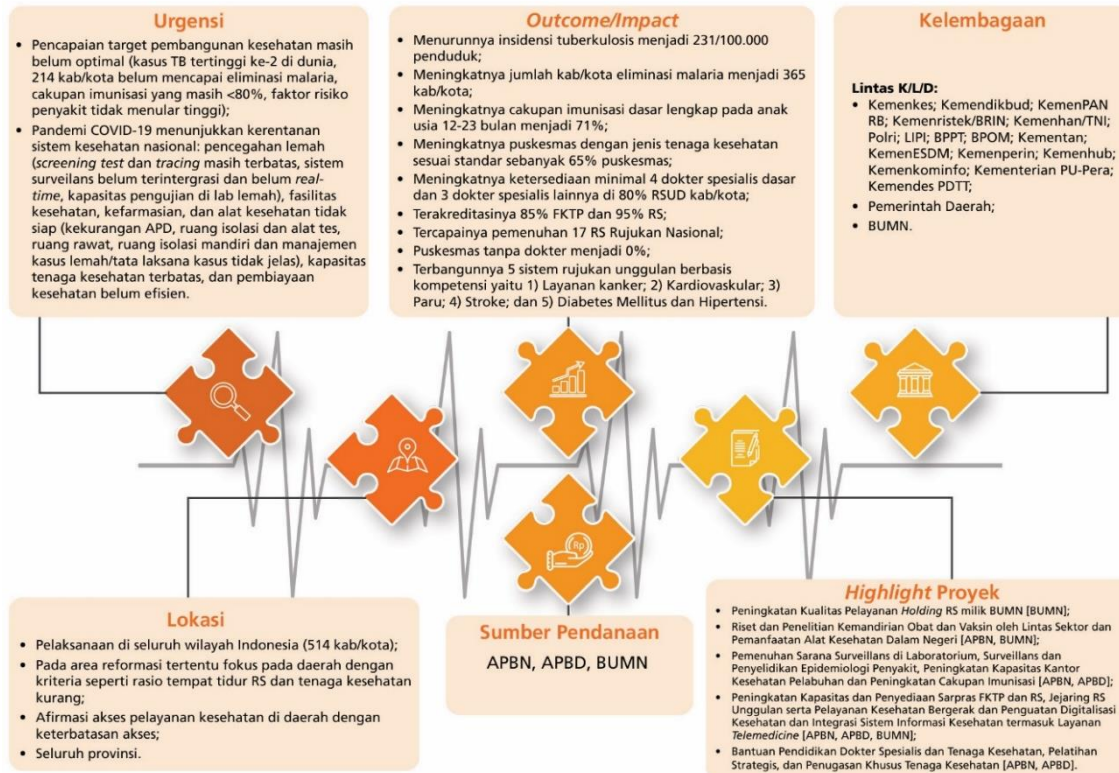 Urgensi
• Pencapaian target pembangunan kesehatan masih
belum optimal (kasus TB tertinggi ke-2 di dunia,
214 kab/kota belum mencapai eliminasi malaria,
cakupan imunisasi yang masih <80%, faktor risiko
penyakit tidak menular tinggi);
• Pandemi COVID-19 menunjukkan kerentanan
sistem kesehatan nasional: pencegahan lemah
(screening test dan tracing masih terbatas, sistem
surveilans belum terintergrasi dan belum real-
time, kapasitas pengujian di lab lemah), fasilitas
kesehatan, kefarmasian, dan alat kesehatan tidak
siap (kekurangan APD, ruang isolasi dan alat tes,
ruang rawat, ruang isolasi mandiri dan manajemen
kasus lemah/tata laksana kasus tidak jelas), kapasitas
tenaga kesehatan terbatas, dan pembiayaan
kesehatan belum efisien.
Outcome/Impact
• Menurunnya insidensi tuberkulosis menjadi 231/100.000
penduduk;
• Meningkatnya jumlah kab/kota eliminasi malaria menjadi 365
kab/kota;
• Meningkatnya cakupan imunisasi dasar lengkap pada anak
usia 12-23 bulan menjadi 71%;
• Meningkatnya puskesmas dengan jenis tenaga kesehatan
sesuai standar sebanyak 65% puskesmas;
• Meningkatnya ketersediaan minimal 4 dokter spesialis dasar
dan 3 dokter spesialis lainnya di 80% RSUD kab/kota;
• Terakreditasinya 85% FKTP dan 95% RS;
• Tercapainya pemenuhan 17 RS Rujukan Nasional;
• Puskesmas tanpa dokter menjadi 0%;
• Terbangunnya 5 sistem rujukan unggulan berbasis
kompetensi yaitu 1) Layanan kanker; 2) Kardiovaskular; 3)
Paru; 4) Stroke; dan 5) Diabetes Mellitus dan Hipertensi.
Kelembagaan
Lintas K/L/D:
• Kemenkes; Kemendikbud; KemenPAN
RB; Kemenristek/BRIN; Kemenhan/TNI;
Polri; LIPI; BPPT; BPOM; Kementan;
KemenESDM; Kemenperin; Kemenhub;
Kemenkominfo; Kementerian PU-Pera;
Kemendes PDTT;
• Pemerintah Daerah;
• BUMN.
Rp
Lokasi
• Pelaksanaan di seluruh wilayah Indonesia (514 kab/kota);
• Pada area reformasi tertentu fokus pada daerah dengan
kriteria seperti rasio tempat tidur RS dan tenaga kesehatan
kurang;
• Afirmasi akses pelayanan kesehatan di daerah dengan
keterbatasan akses;
• Seluruh provinsi.
Sumber Pendanaan
APBN, APBD, BUMN
Highlight Proyek
• Peningkatan Kualitas Pelayanan Holding RS milik BUMN [BUMN];
• Riset dan Penelitian Kemandirian Obat dan Vaksin oleh Lintas Sektor dan
Pemanfaatan Alat Kesehatan Dalam Negeri [APBN, BUMN];
• Pemenuhan Sarana Surveillans di Laboratorium, Surveillans dan
Penyelidikan Epidemiologi Penyakit, Peningkatan Kapasitas Kantor
Kesehatan Pelabuhan dan Peningkatan Cakupan Imunisasi [APBN, APBD];
• Peningkatan Kapasitas dan Penyediaan Sarpras FKTP dan RS, Jejaring RS
Unggulan serta Pelayanan Kesehatan Bergerak dan Penguatan Digitalisasi
Kesehatan dan Integrasi Sistem Informasi Kesehatan termasuk Layanan
Telemedicine [APBN, APBD, BUMN];
• Bantuan Pendidikan Dokter Spesialis dan Tenaga Kesehatan, Pelatihan
Strategis, dan Penugasan Khusus Tenaga Kesehatan [APBN, APBD].